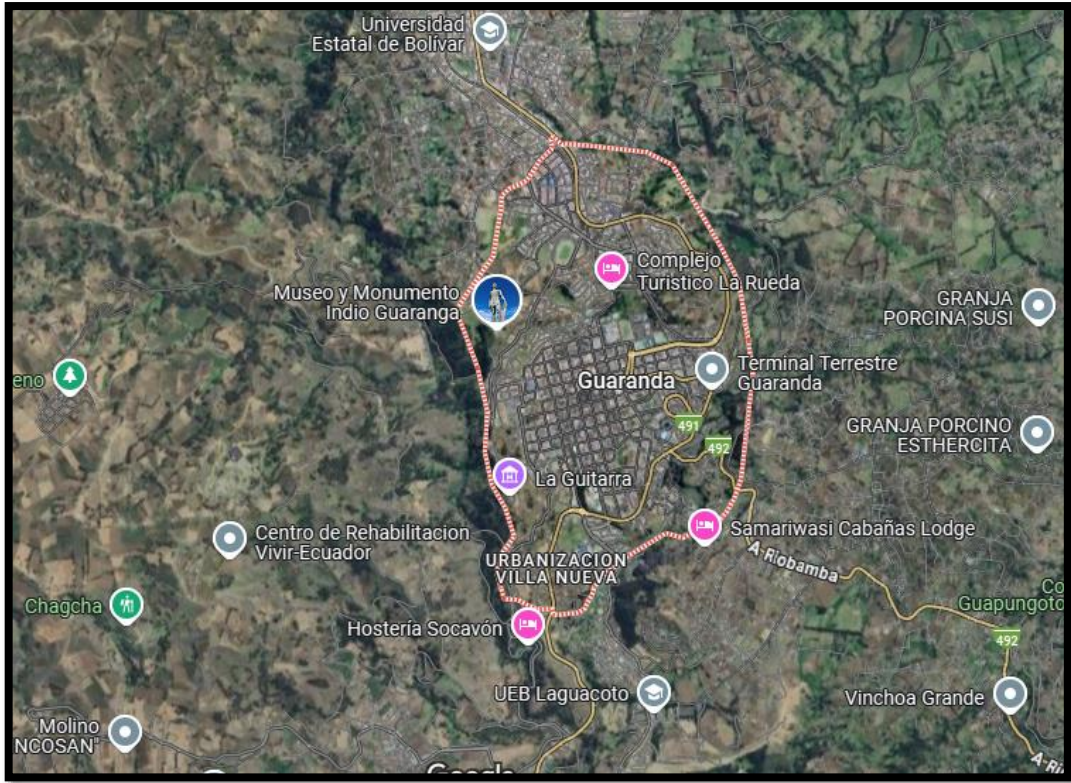 Universidad
Estatal de Bolívar
Complejo
Turistico La Rueda
Museo y Monumento
Indio Guaranga
GRANJA
PORCINA SUSI
eno
Guaranda
Terminal Terrestre
Guaranda
491
492
GRANJA PORCINO
ESTHERCITA
La Guitarra
Centro de Rehabilitacion
Vivir-Ecuador
Samariwasi Cabañas Lodge
URBANIZACION
VILLA NUEVA
A-Riobamba
Chagcha
Co
Guapungoto
Hostería Socavón
492
UEB Laguacoto
Vinchoa Grande
Molino
NCOSAN"
Google
A-Ri